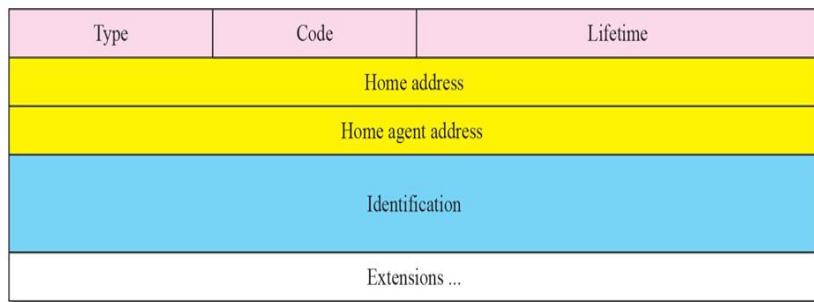 Type Code Lifetime
Home address
Home agent address
Identification
Extensions ...